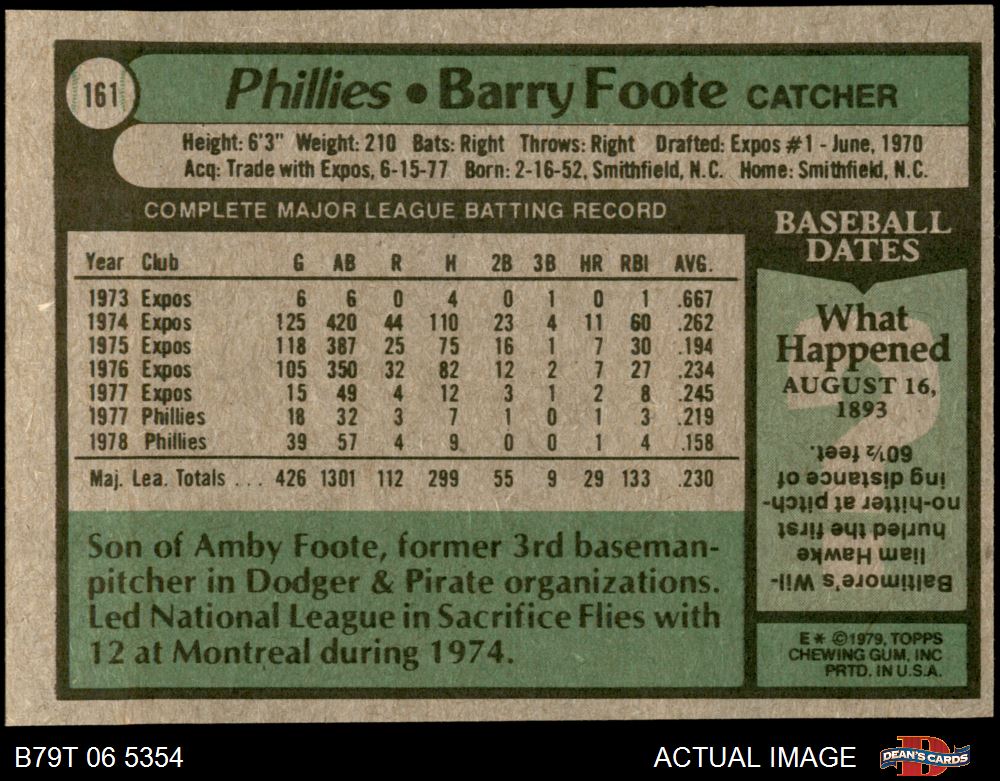 161
Phillies • Barry Foote CATCHER
Height: 6'3" Weight: 210 Bats: Right Throws: Right Drafted: Expos #1 - June, 1970
Acq: Trade with Expos, 6-15-77 Born: 2-16-52, Smithfield, N.C. Home: Smithfield, N.C.
COMPLETE MAJOR LEAGUE BATTING RECORD
Year Club G AB R H 2B 3B HR RBI AVG.
1973 Expos 6 6 0 4 0 1 0 1 .667
1974 Expos 125 420 44 110 23 4 11 60 .262
1975 Expos 118 387 25 75 16 1 7 30 .194
1976 Expos 105 350 32 82 12 2 7 27 .234
1977 Expos 15 49 4 12 3 1 2 8 .245
1977 Phillies 18 32 3 7 1 0 1 3 .219
1978 Phillies 39 57 4 9 0 0 1 4 .158
Maj. Lea. Totals ... 426 1301 112 299 55 9 29 133 .230
Son of Amby Foote, former 3rd baseman-
pitcher in Dodger & Pirate organizations.
Led National League in Sacrifice Flies with
12 at Montreal during 1974.
BASEBALL
DATES
What
Happened
AUGUST 16,
1893
?
Baltimore's Wil-
liam Hawke
hurled the first
no-hitter at pitch-
ing distance of
60½ feet.
E* ©1979, TOPPS
CHEWING GUM, INC
PRTD. IN U.S.A.
B79T 06 5354
ACTUAL IMAGE
D
DEAN'S CARDS